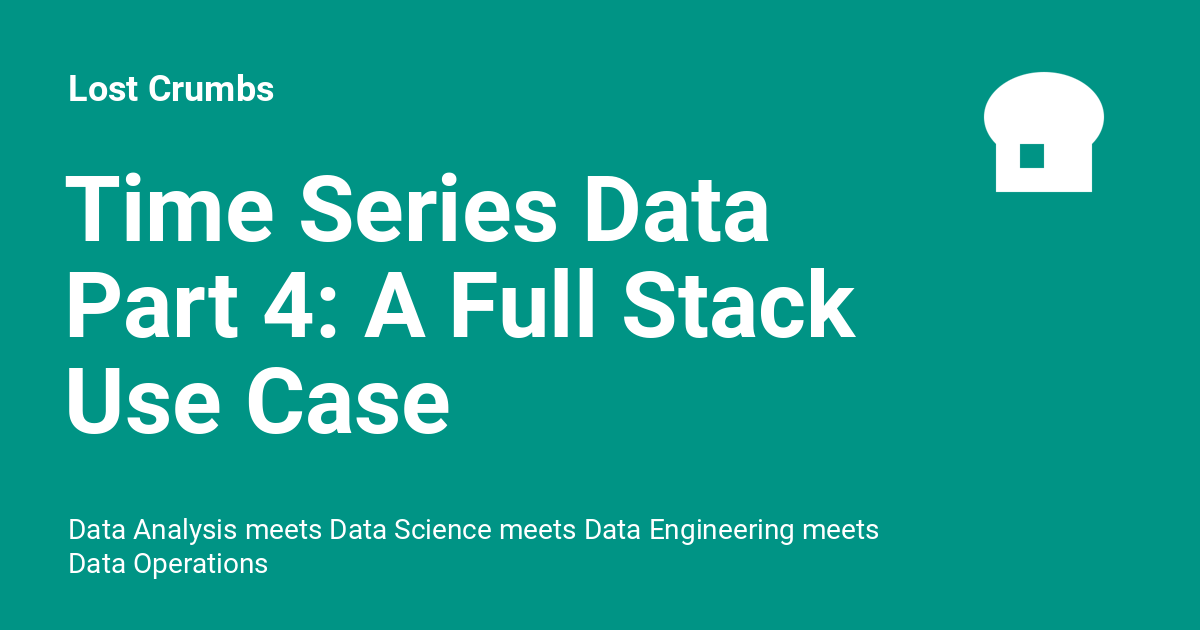 Lost Crumbs
Time Series Data
Part 4: A Full Stack
Use Case
Data Analysis meets Data Science meets Data Engineering meets
Data Operations